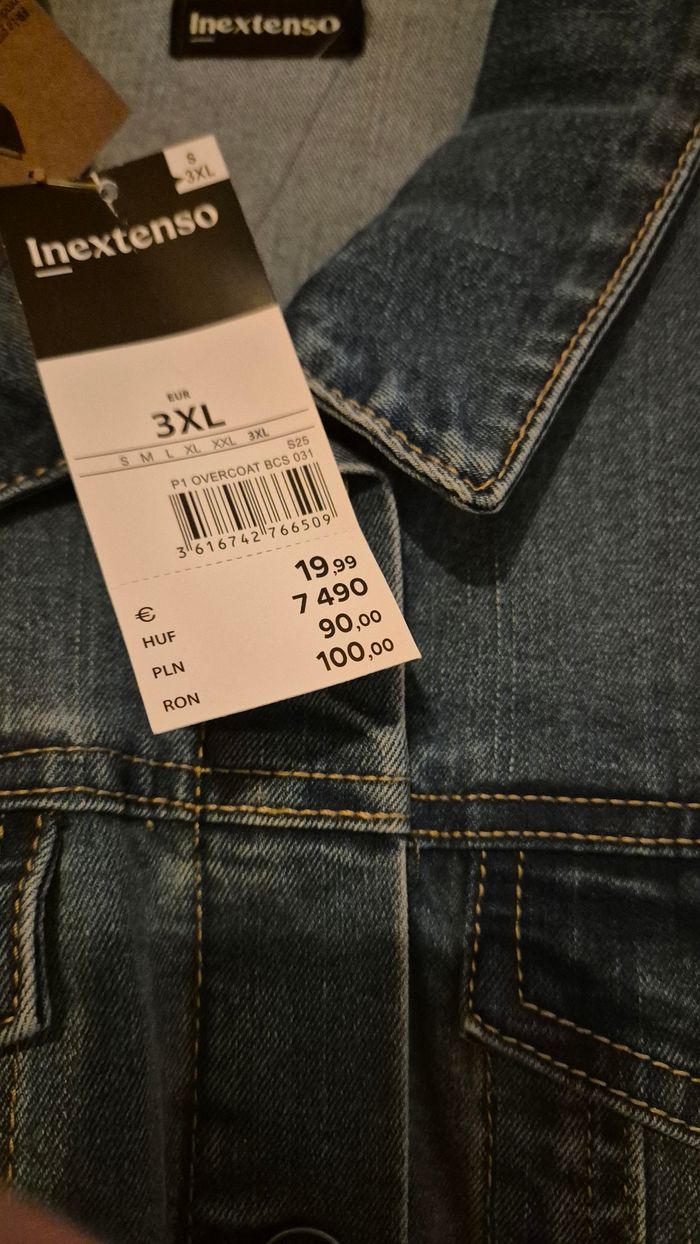 Inextenso
S
3XL
Inextenso
EUR
3XL
S M L XL XXL 3XL
S25
P1 OVERCOAT BCS 031
3 616742 766509
€ 19,99
HUF 7 490
PLN 90,00
RON 100,00